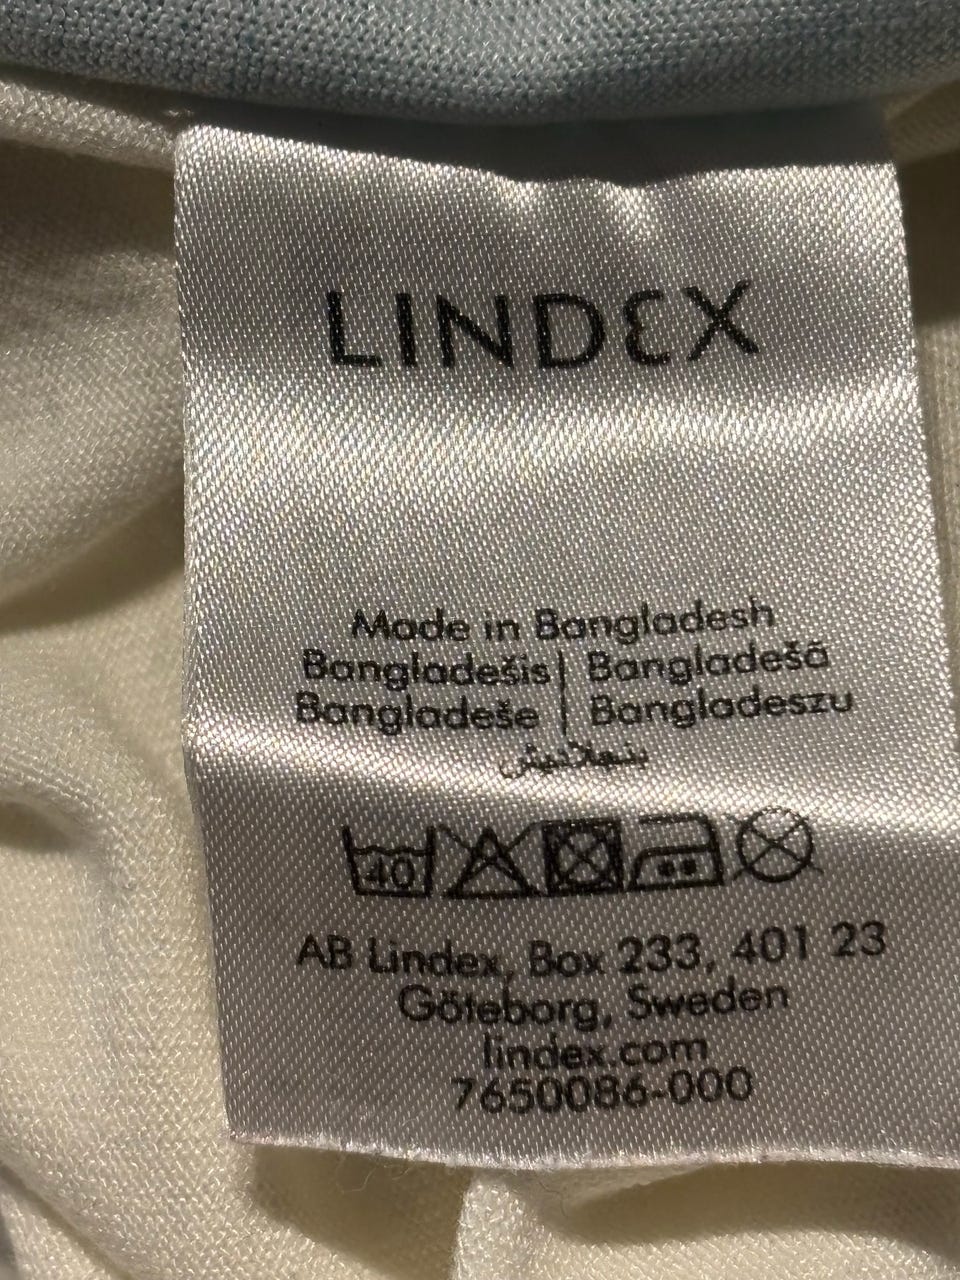 LINDEX
Made in Bangladesh
Bangladešis | Bangladešā
Bangladeše | Bangladeszu
بنجلاديش
40
AB Lindex, Box 233, 401 23
Göteborg, Sweden
lindex.com
7650086-000